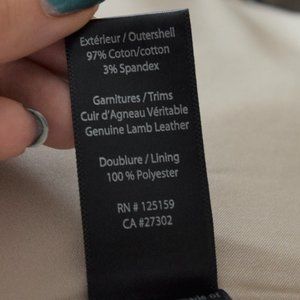 Extérieur / Outershell
97% Coton/cotton
3% Spandex
Garnitures / Trims
Cuir d'Agneau Véritable
Genuine Lamb Leather
Doublure / Lining
100 % Polyester
RN # 125159
CA #27302